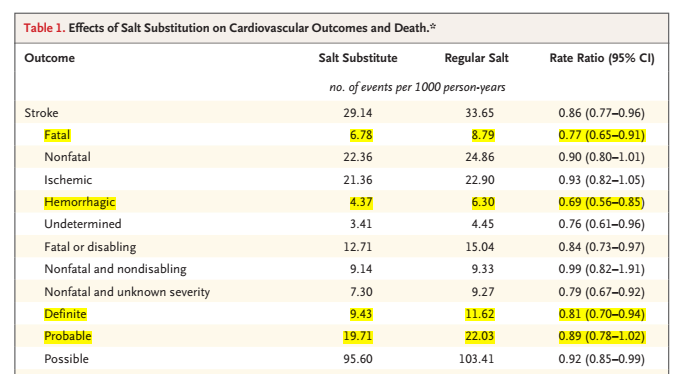 Table 1. Effects of Salt Substitution on Cardiovascular Outcomes and Death.*
Outcome Salt Substitute Regular Salt Rate Ratio (95% CI)
no. of events per 1000 person-years
Stroke 29.14 33.65 0.86 (0.77–0.96)
Fatal 6.78 8.79 0.77 (0.65–0.91)
Nonfatal 22.36 24.86 0.90 (0.80–1.01)
Ischemic 21.36 22.90 0.93 (0.82–1.05)
Hemorrhagic 4.37 6.30 0.69 (0.56–0.85)
Undetermined 3.41 4.45 0.76 (0.61–0.96)
Fatal or disabling 12.71 15.04 0.84 (0.73–0.97)
Nonfatal and nondisabling 9.14 9.33 0.99 (0.82–1.91)
Nonfatal and unknown severity 7.30 9.27 0.79 (0.67–0.92)
Definite 9.43 11.62 0.81 (0.70–0.94)
Probable 19.71 22.03 0.89 (0.78–1.02)
Possible 95.60 103.41 0.92 (0.85–0.99)